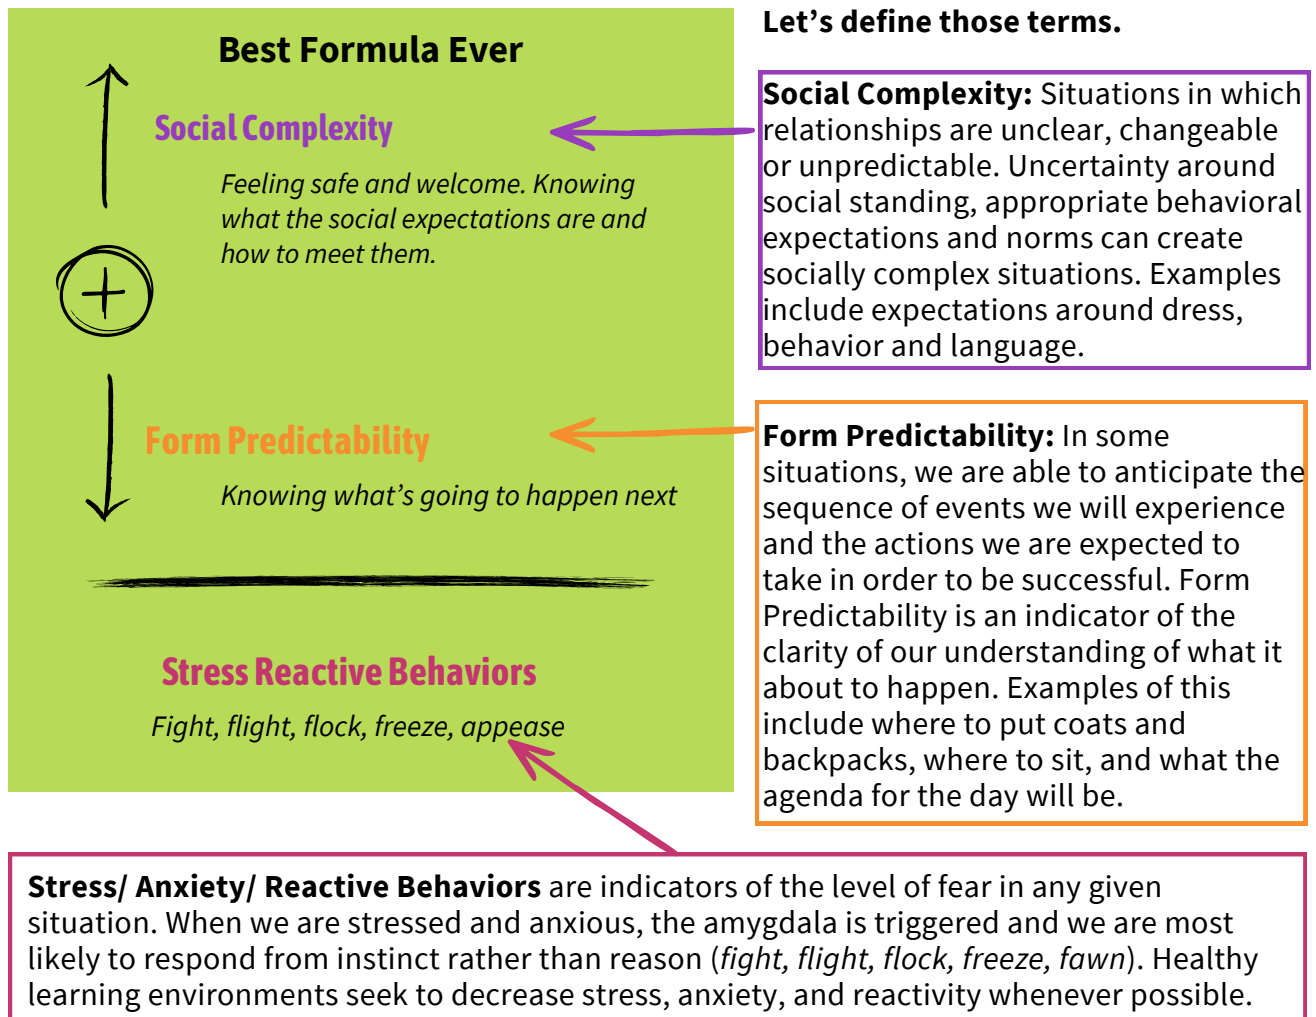 Best Formula Ever
Social Complexity
Feeling safe and welcome. Knowing
what the social expectations are and
how to meet them.
+
Form Predictability
Knowing what's going to happen next
Stress Reactive Behaviors
Fight, flight, flock, freeze, appease
Let's define those terms.
Social Complexity: Situations in which
relationships are unclear, changeable
or unpredictable. Uncertainty around
social standing, appropriate behavioral
expectations and norms can create
socially complex situations. Examples
include expectations around dress,
behavior and language.
Form Predictability: In some
situations, we are able to anticipate the
sequence of events we will experience
and the actions we are expected to
take in order to be successful. Form
Predictability is an indicator of the
clarity of our understanding of what it
about to happen. Examples of this
include where to put coats and
backpacks, where to sit, and what the
agenda for the day will be.
Stress/ Anxiety/ Reactive Behaviors are indicators of the level of fear in any given
situation. When we are stressed and anxious, the amygdala is triggered and we are most
likely to respond from instinct rather than reason (fight, flight, flock, freeze, fawn). Healthy
learning environments seek to decrease stress, anxiety, and reactivity whenever possible.